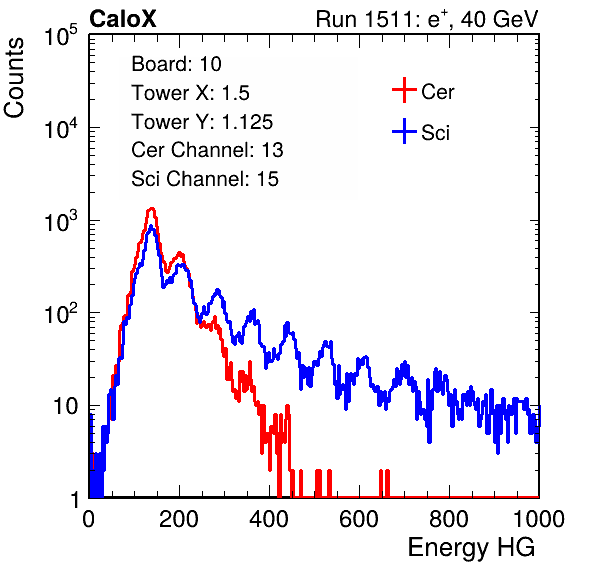 CaloX Run 1511: e⁺, 40 GeV
Counts
Board: 10
Tower X: 1.5
Tower Y: 1.125
Cer Channel: 13
Sci Channel: 15
Cer
Sci
10⁵
10⁴
10³
10²
10
1
0 200 400 600 800 1000
Energy HG